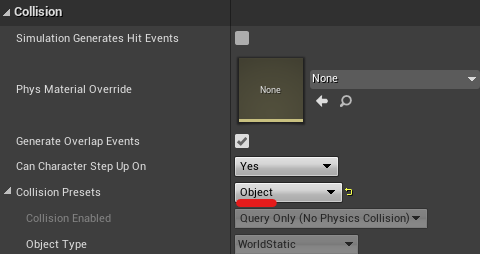 Collision
Simulation Generates Hit Events
Phys Material Override
None
None
Generate Overlap Events
Can Character Step Up On
Yes
Collision Presets
Object
Collision Enabled
Query Only (No Physics Collision)
Object Type
WorldStatic